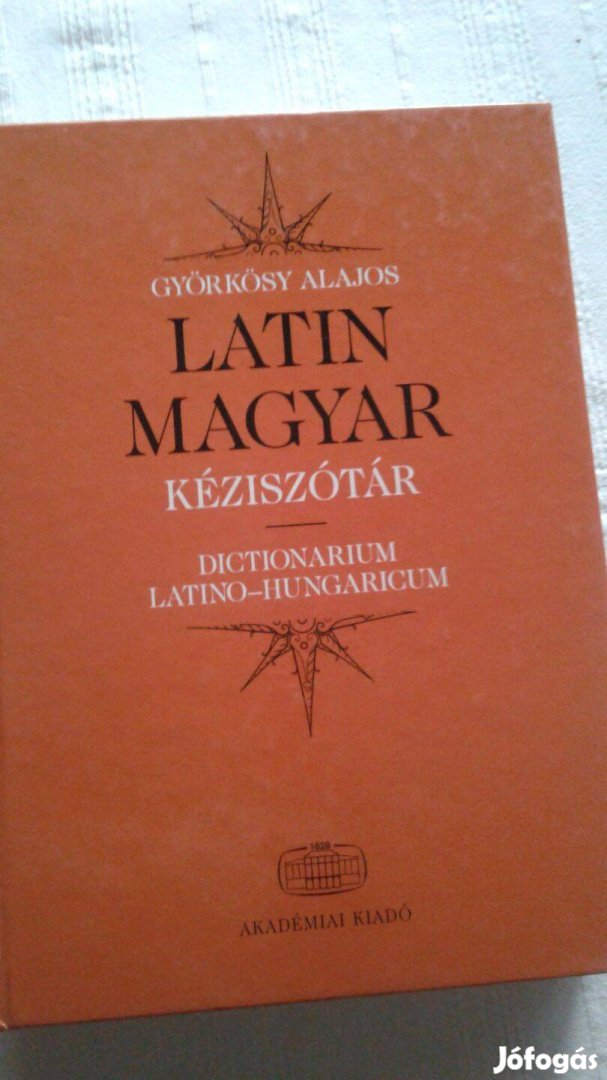 GYÖRKÖSY ALAJOS
LATIN
MAGYAR
KÉZISZÓTÁR
DICTIONARIUM
LATINO–HUNGARICUM
1828
AKADÉMIAI KIADÓ
Jófogás